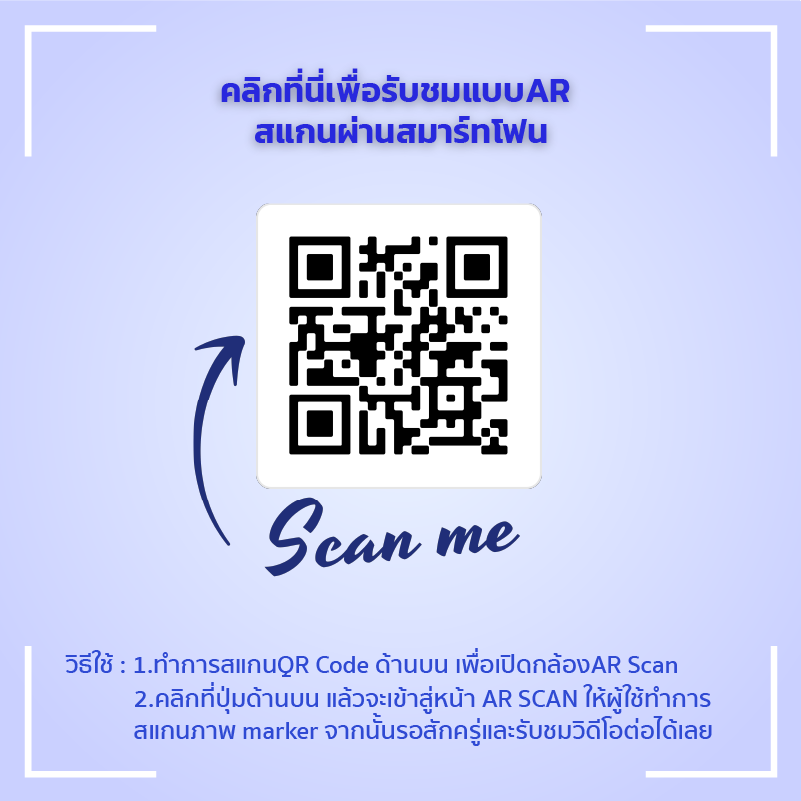 คลิกที่นี่เพื่อรับชมแบบAR
สแกนผ่านสมาร์ทโฟน
Scan me
วิธีใช้ : 1.ทำการสแกนQR Code ด้านบน เพื่อเปิดกล้องAR Scan
2.คลิกที่ปุ่มด้านบน แล้วจะเข้าสู่หน้า AR SCAN ให้ผู้ใช้ทำการ
สแกนภาพ marker จากนั้นรอสักครู่และรับชมวิดีโอต่อได้เลย